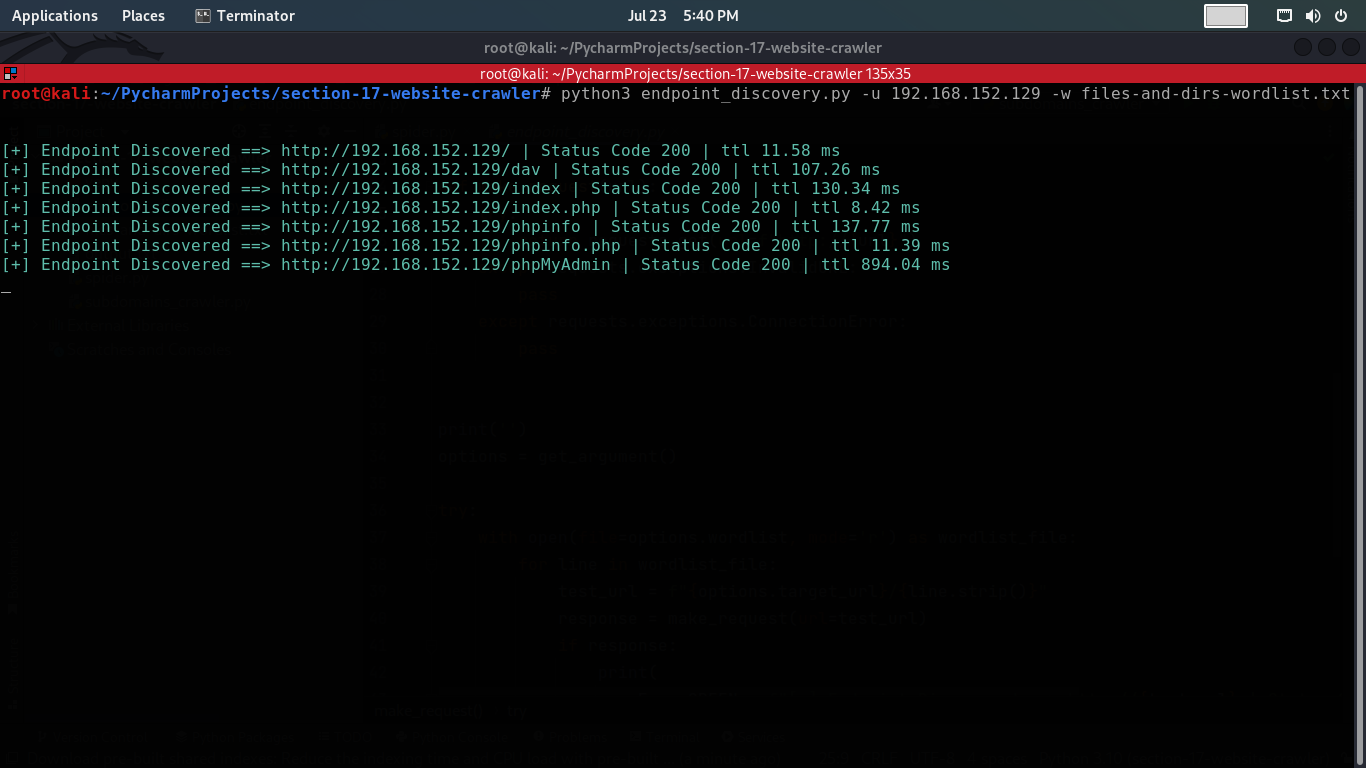 Applications Places Terminator Jul 23 5:40 PM
root@kali: ~/PycharmProjects/section-17-website-crawler
root@kali: ~/PycharmProjects/section-17-website-crawler 135x35
root@kali:~/PycharmProjects/section-17-website-crawler# python3 endpoint_discovery.py -u 192.168.152.129 -w files-and-dirs-wordlist.txt
[+] Endpoint Discovered ==> http://192.168.152.129/ | Status Code 200 | ttl 11.58 ms
[+] Endpoint Discovered ==> http://192.168.152.129/dav | Status Code 200 | ttl 107.26 ms
[+] Endpoint Discovered ==> http://192.168.152.129/index | Status Code 200 | ttl 130.34 ms
[+] Endpoint Discovered ==> http://192.168.152.129/index.php | Status Code 200 | ttl 8.42 ms
[+] Endpoint Discovered ==> http://192.168.152.129/phpinfo | Status Code 200 | ttl 137.77 ms
[+] Endpoint Discovered ==> http://192.168.152.129/phpinfo.php | Status Code 200 | ttl 11.39 ms
[+] Endpoint Discovered ==> http://192.168.152.129/phpMyAdmin | Status Code 200 | ttl 894.04 ms